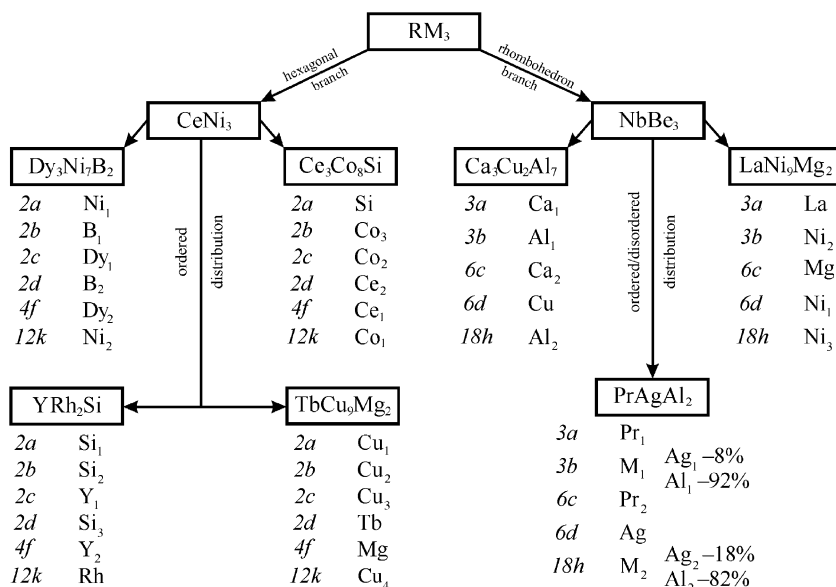 RM₃
hexagonal
branch
rhombohedron
branch
CeNi₃
NbBe₃
Dy₃Ni₇B₂
Ce₃Co₈Si
Ca₃Cu₂Al₇
LaNi₉Mg₂
2a Ni₁
2b B₁
2c Dy₁
2d B₂
4f Dy₂
12k Ni₂
ordered
distribution
2a Si
2b Co₃
2c Co₂
2d Ce₂
4f Ce₁
12k Co₁
3a Ca₁
3b Al₁
6c Ca₂
6d Cu
18h Al₂
ordered/disordered
distribution
3a La
3b Ni₂
6c Mg
6d Ni₁
18h Ni₃
YRh₂Si
TbCu₉Mg₂
PrAgAl₂
2a Si₁
2b Si₂
2c Y₁
2d Si₃
4f Y₂
12k Rh
2a Cu₁
2b Cu₂
2c Cu₃
2d Tb
4f Mg
12k Cu₄
3a Pr₁
3b M₁ Ag₁ –8%
Al₁ –92%
6c Pr₂
6d Ag
18h M₂ Ag₂ –18%
Al₂ –82%